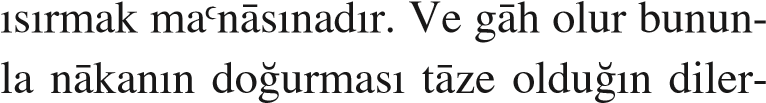 ısırmak maʿnāsınadır. Ve gāh olur bunun-
la nākanın doğurması tāze olduğın diler-